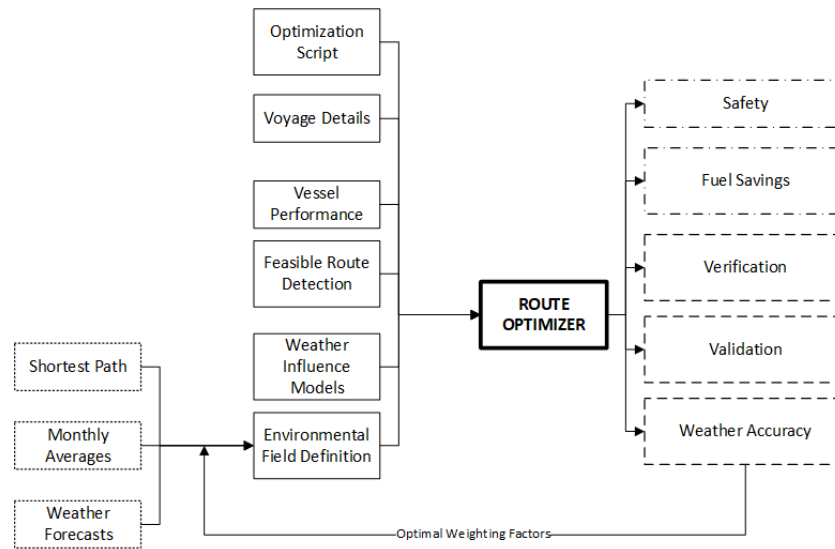 Optimization
Script
Voyage Details
Vessel
Performance
Feasible Route
Detection
Weather
Influence
Models
Environmental
Field Definition
Shortest Path
Monthly
Averages
Weather
Forecasts
ROUTE
OPTIMIZER
Safety
Fuel Savings
Verification
Validation
Weather Accuracy
Optimal Weighting Factors